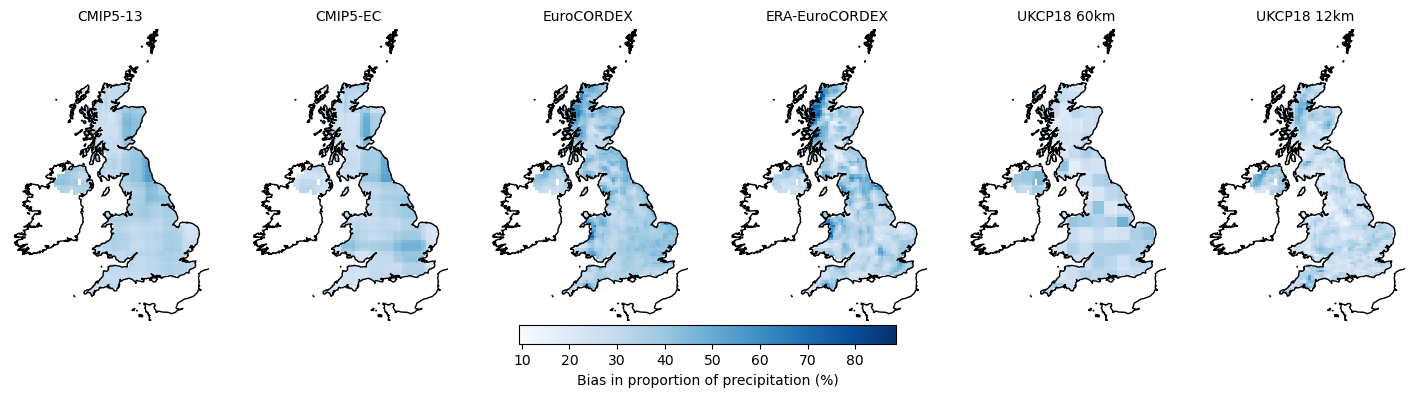 CMIP5-13 CMIP5-EC EuroCORDEX ERA-EuroCORDEX UKCP18 60km UKCP18 12km
10 20 30 40 50 60 70 80
Bias in proportion of precipitation (%)